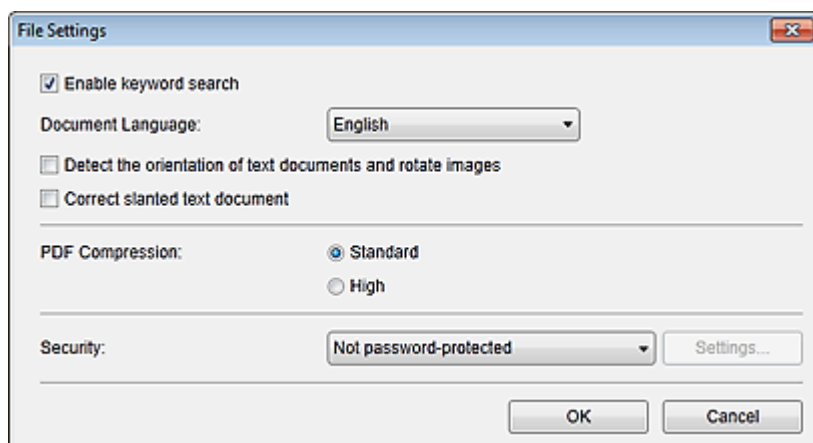 File Settings
Enable keyword search
Document Language: English
Detect the orientation of text documents and rotate images
Correct slanted text document
PDF Compression: Standard
High
Security: Not password-protected Settings...
OK Cancel